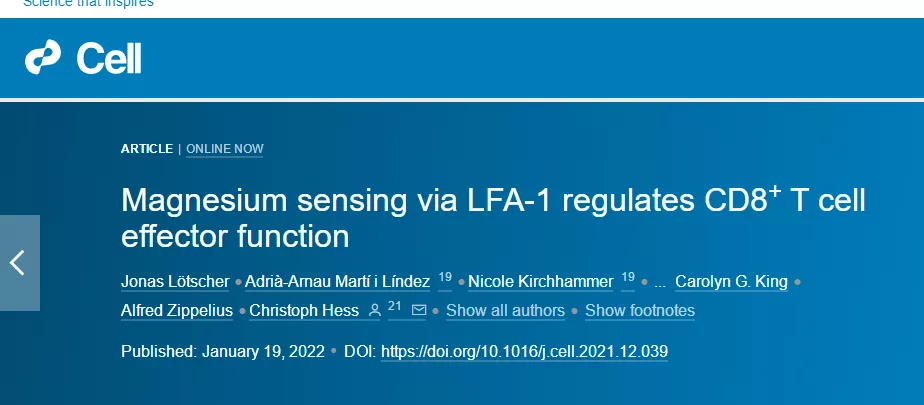 Science that inspires
Cell
ARTICLE | ONLINE NOW
Magnesium sensing via LFA-1 regulates CD8+ T cell
effector function
Jonas Lötscher • Adrià-Arnau Martí i Líndez 19 • Nicole Kirchhammer 19 • ... Carolyn G. King •
Alfred Zippelius • Christoph Hess 21 • Show all authors • Show footnotes
Published: January 19, 2022 • DOI: https://doi.org/10.1016/j.cell.2021.12.039